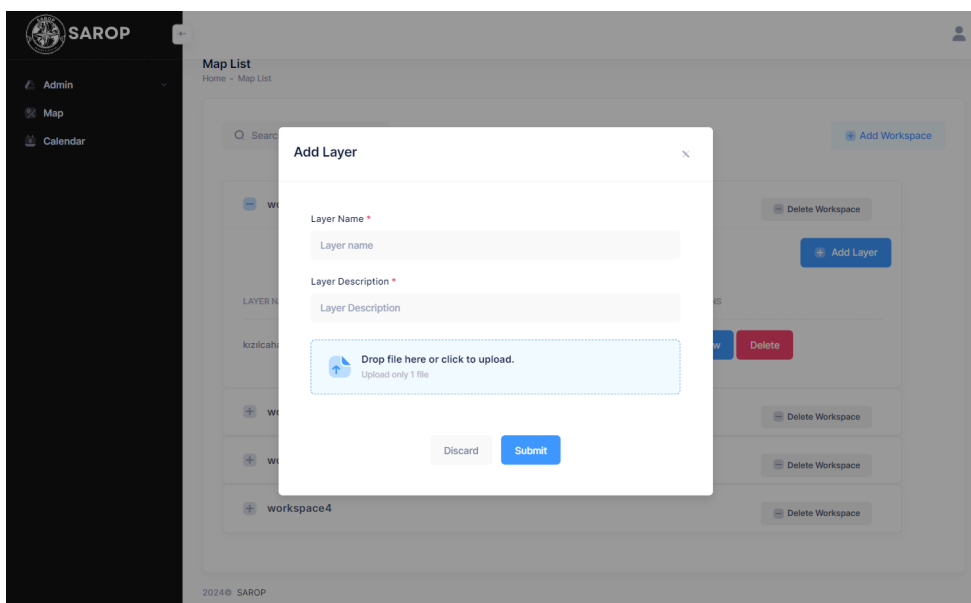 SAROP
Admin
Map
Calendar
Map List
Home - Map List
Add Workspace
Add Layer
Layer Name *
Layer name
Layer Description *
Layer Description
Drop file here or click to upload.
Upload only 1 file
Discard
Submit
Delete Workspace
Add Layer
LAYER
Delete
Delete Workspace
Delete Workspace
workspace4
Delete Workspace
2024© SAROP